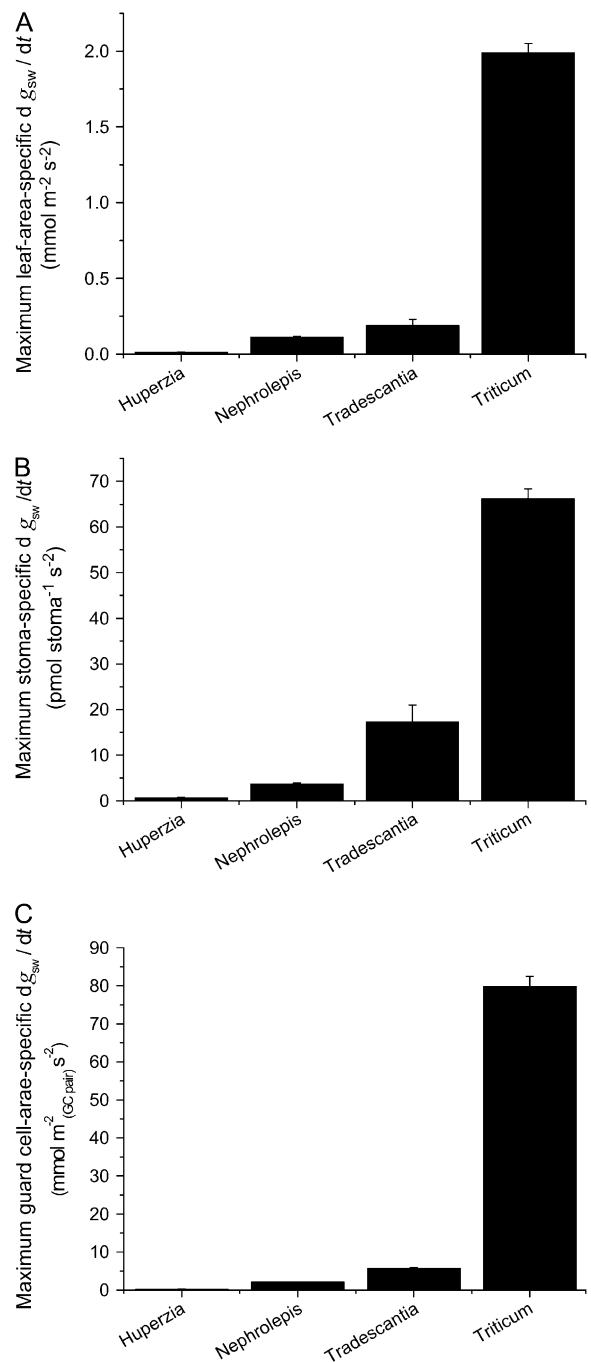 A
Maximum leaf-area-specific d gsw / dt
(mmol m-2 s-2)
2.0
1.5
1.0
0.5
0.0
Huperzia
Nephrolepis
Tradescantia
Triticum
B
Maximum stoma-specific d gsw /dt
(pmol stoma-1 s-2)
70
60
50
40
30
20
10
0
Huperzia
Nephrolepis
Tradescantia
Triticum
C
Maximum guard cell-arae-specific dgsw / dt
(mmol m-2(GC pair) s-2)
90
80
70
60
50
40
30
20
10
0
Huperzia
Nephrolepis
Tradescantia
Triticum